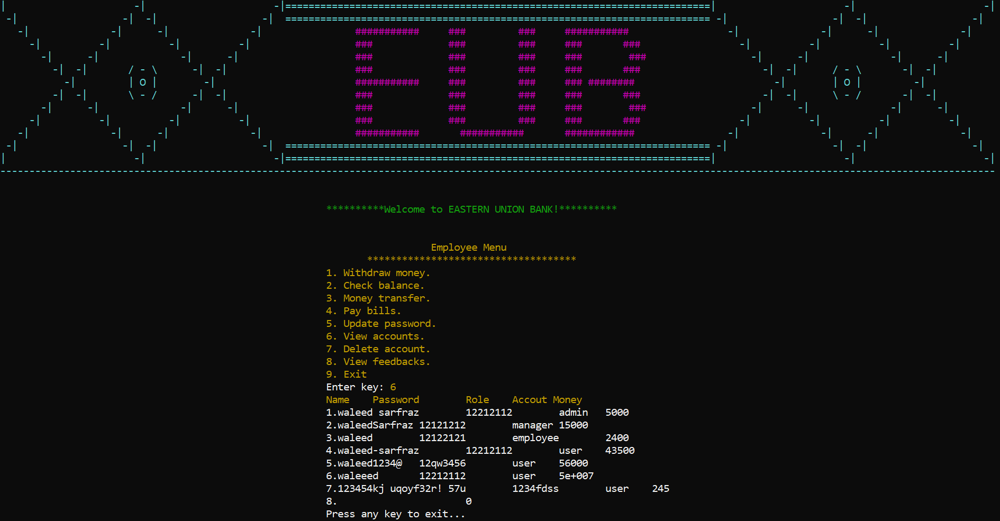 EUB
**********Welcome to EASTERN UNION BANK!**********
Employee Menu
************************************
1. Withdraw money.
2. Check balance.
3. Money transfer.
4. Pay bills.
5. Update password.
6. View accounts.
7. Delete account.
8. View feedbacks.
9. Exit
Enter key: 6
Name    Password        Role    Accout Money
1.waleed sarfraz        12212112        admin   5000
2.waleedSarfraz 12121212        manager 15000
3.waleed        12122121        employee        2400
4.waleed-sarfraz        12212112        user    43500
5.waleed1234@   12qw3456        user    56000
6.waleeed       12212112        user    5e+007
7.123454kj uqoyf32r! 57u        1234fdss        user    245
8.                      0
Press any key to exit...